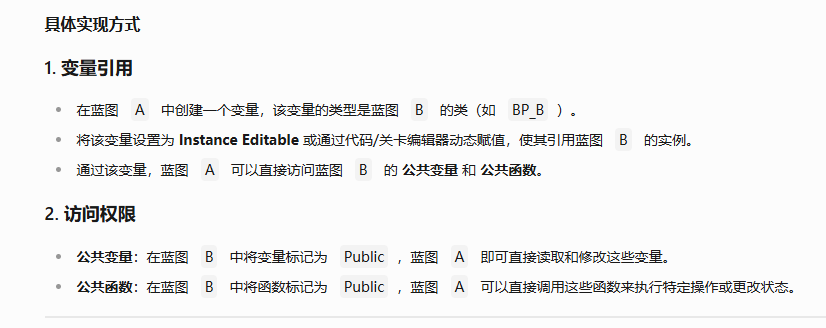 具体实现方式
1. 变量引用
在蓝图 A 中创建一个变量，该变量的类型是蓝图 B 的类（如 BP_B ）。
将该变量设置为 Instance Editable 或通过代码/关卡编辑器动态赋值，使其引用蓝图 B 的实例。
通过该变量，蓝图 A 可以直接访问蓝图 B 的 公共变量 和 公共函数。
2. 访问权限
公共变量：在蓝图 B 中将变量标记为 Public ，蓝图 A 即可直接读取和修改这些变量。
公共函数：在蓝图 B 中将函数标记为 Public ，蓝图 A 可以直接调用这些函数来执行特定操作或更改状态。